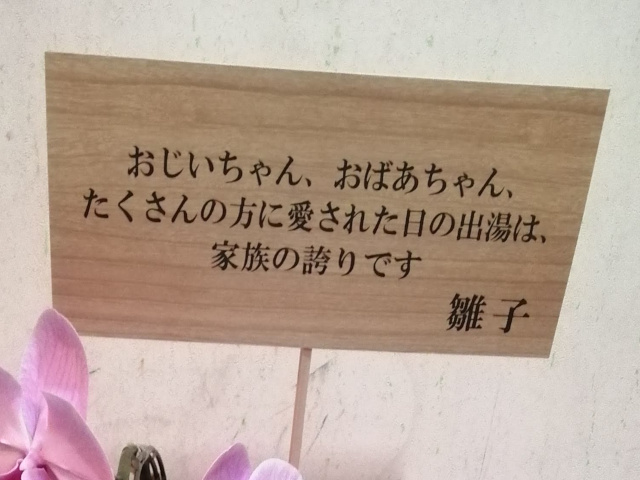 おじいちゃん、おばあちゃん、
たくさんの方に愛された日の出湯は、
家族の誇りです
雛子